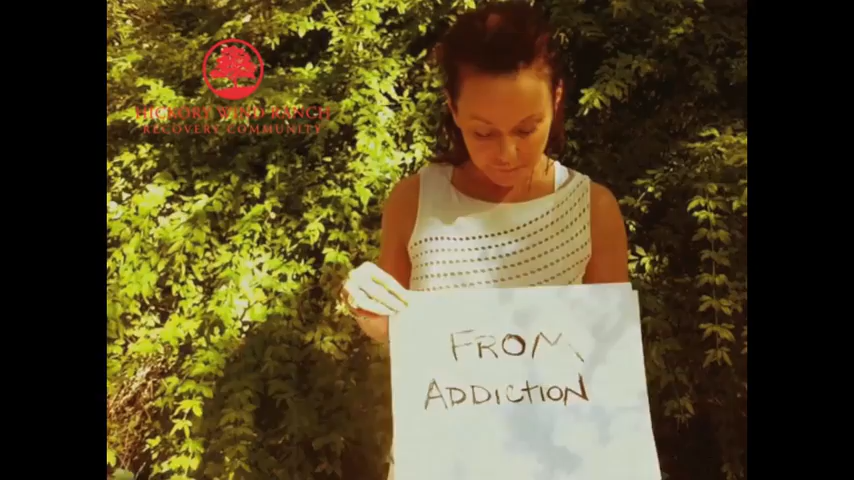 HICKORY WIND RANCH
RECOVERY COMMUNITY
FROM
ADDICTION